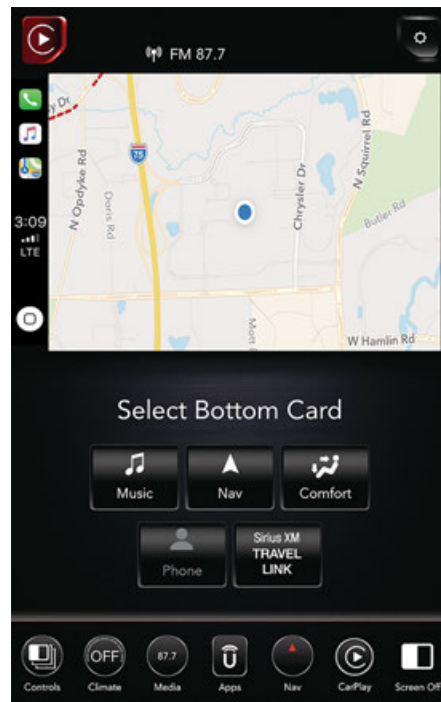 FM 87.7
y Dr
75
N Opdyke Rd
Doris Rd
Chrysler Dr
N Squirrel Rd
Butler Rd
3:09
LTE
Mott
W Hamlin Rd
Select Bottom Card
Music
Nav
Comfort
Phone
Sirius XM
TRAVEL
LINK
OFF
87.7
Controls
Climate
Media
Apps
Nav
CarPlay
Screen Off